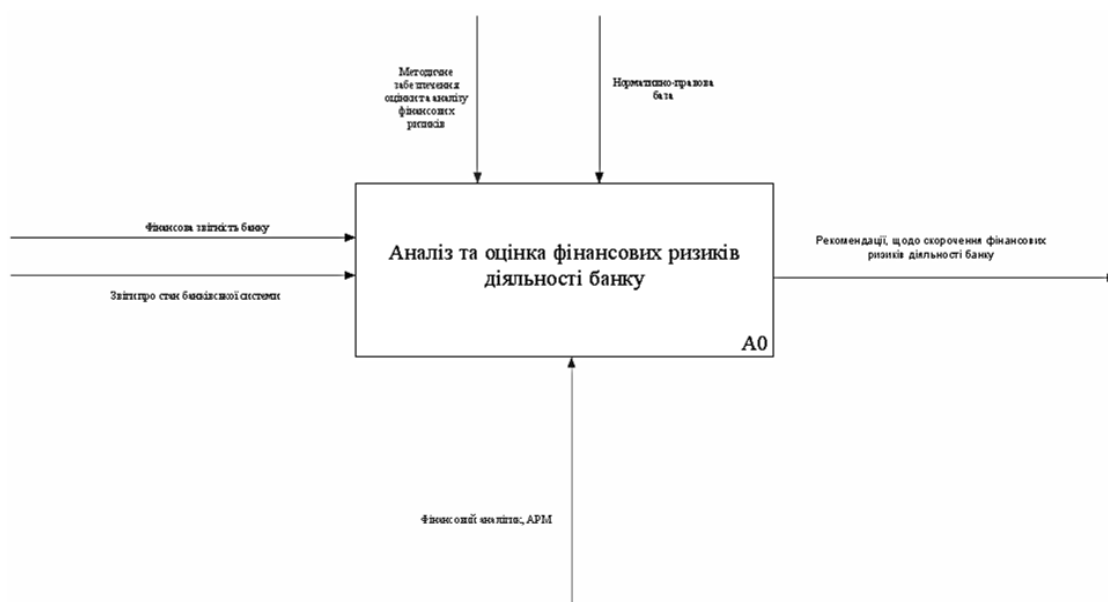 Методичне
забезпечення
оцінки та аналізу
фінансових
ризиків
Нормативно-правова
база
Фінансова звітність банку
Звіти про стан банківської системи
Аналіз та оцінка фінансових ризиків
діяльності банку
А0
Рекомендації, щодо скорочення фінансових
ризиків діяльності банку
Фінансовий аналітик, АРМ